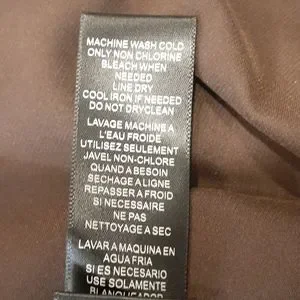 MACHINE WASH COLD
ONLY NON CHLORINE
BLEACH WHEN
NEEDED
LINE DRY
COOL IRON IF NEEDED
DO NOT DRYCLEAN
LAVAGE MACHINE A
L'EAU FROIDE
UTILISEZ SEULEMENT
JAVEL NON-CHLORE
QUAND A BESOIN
SECHAGE A LIGNE
REPASSER A FROID
SI NECESSAIRE
NE PAS
NETTOYAGE A SEC
LAVAR A MAQUINA EN
AGUA FRIA
SI ES NECESARIO
USE SOLAMENTE
BLANQUEADOR